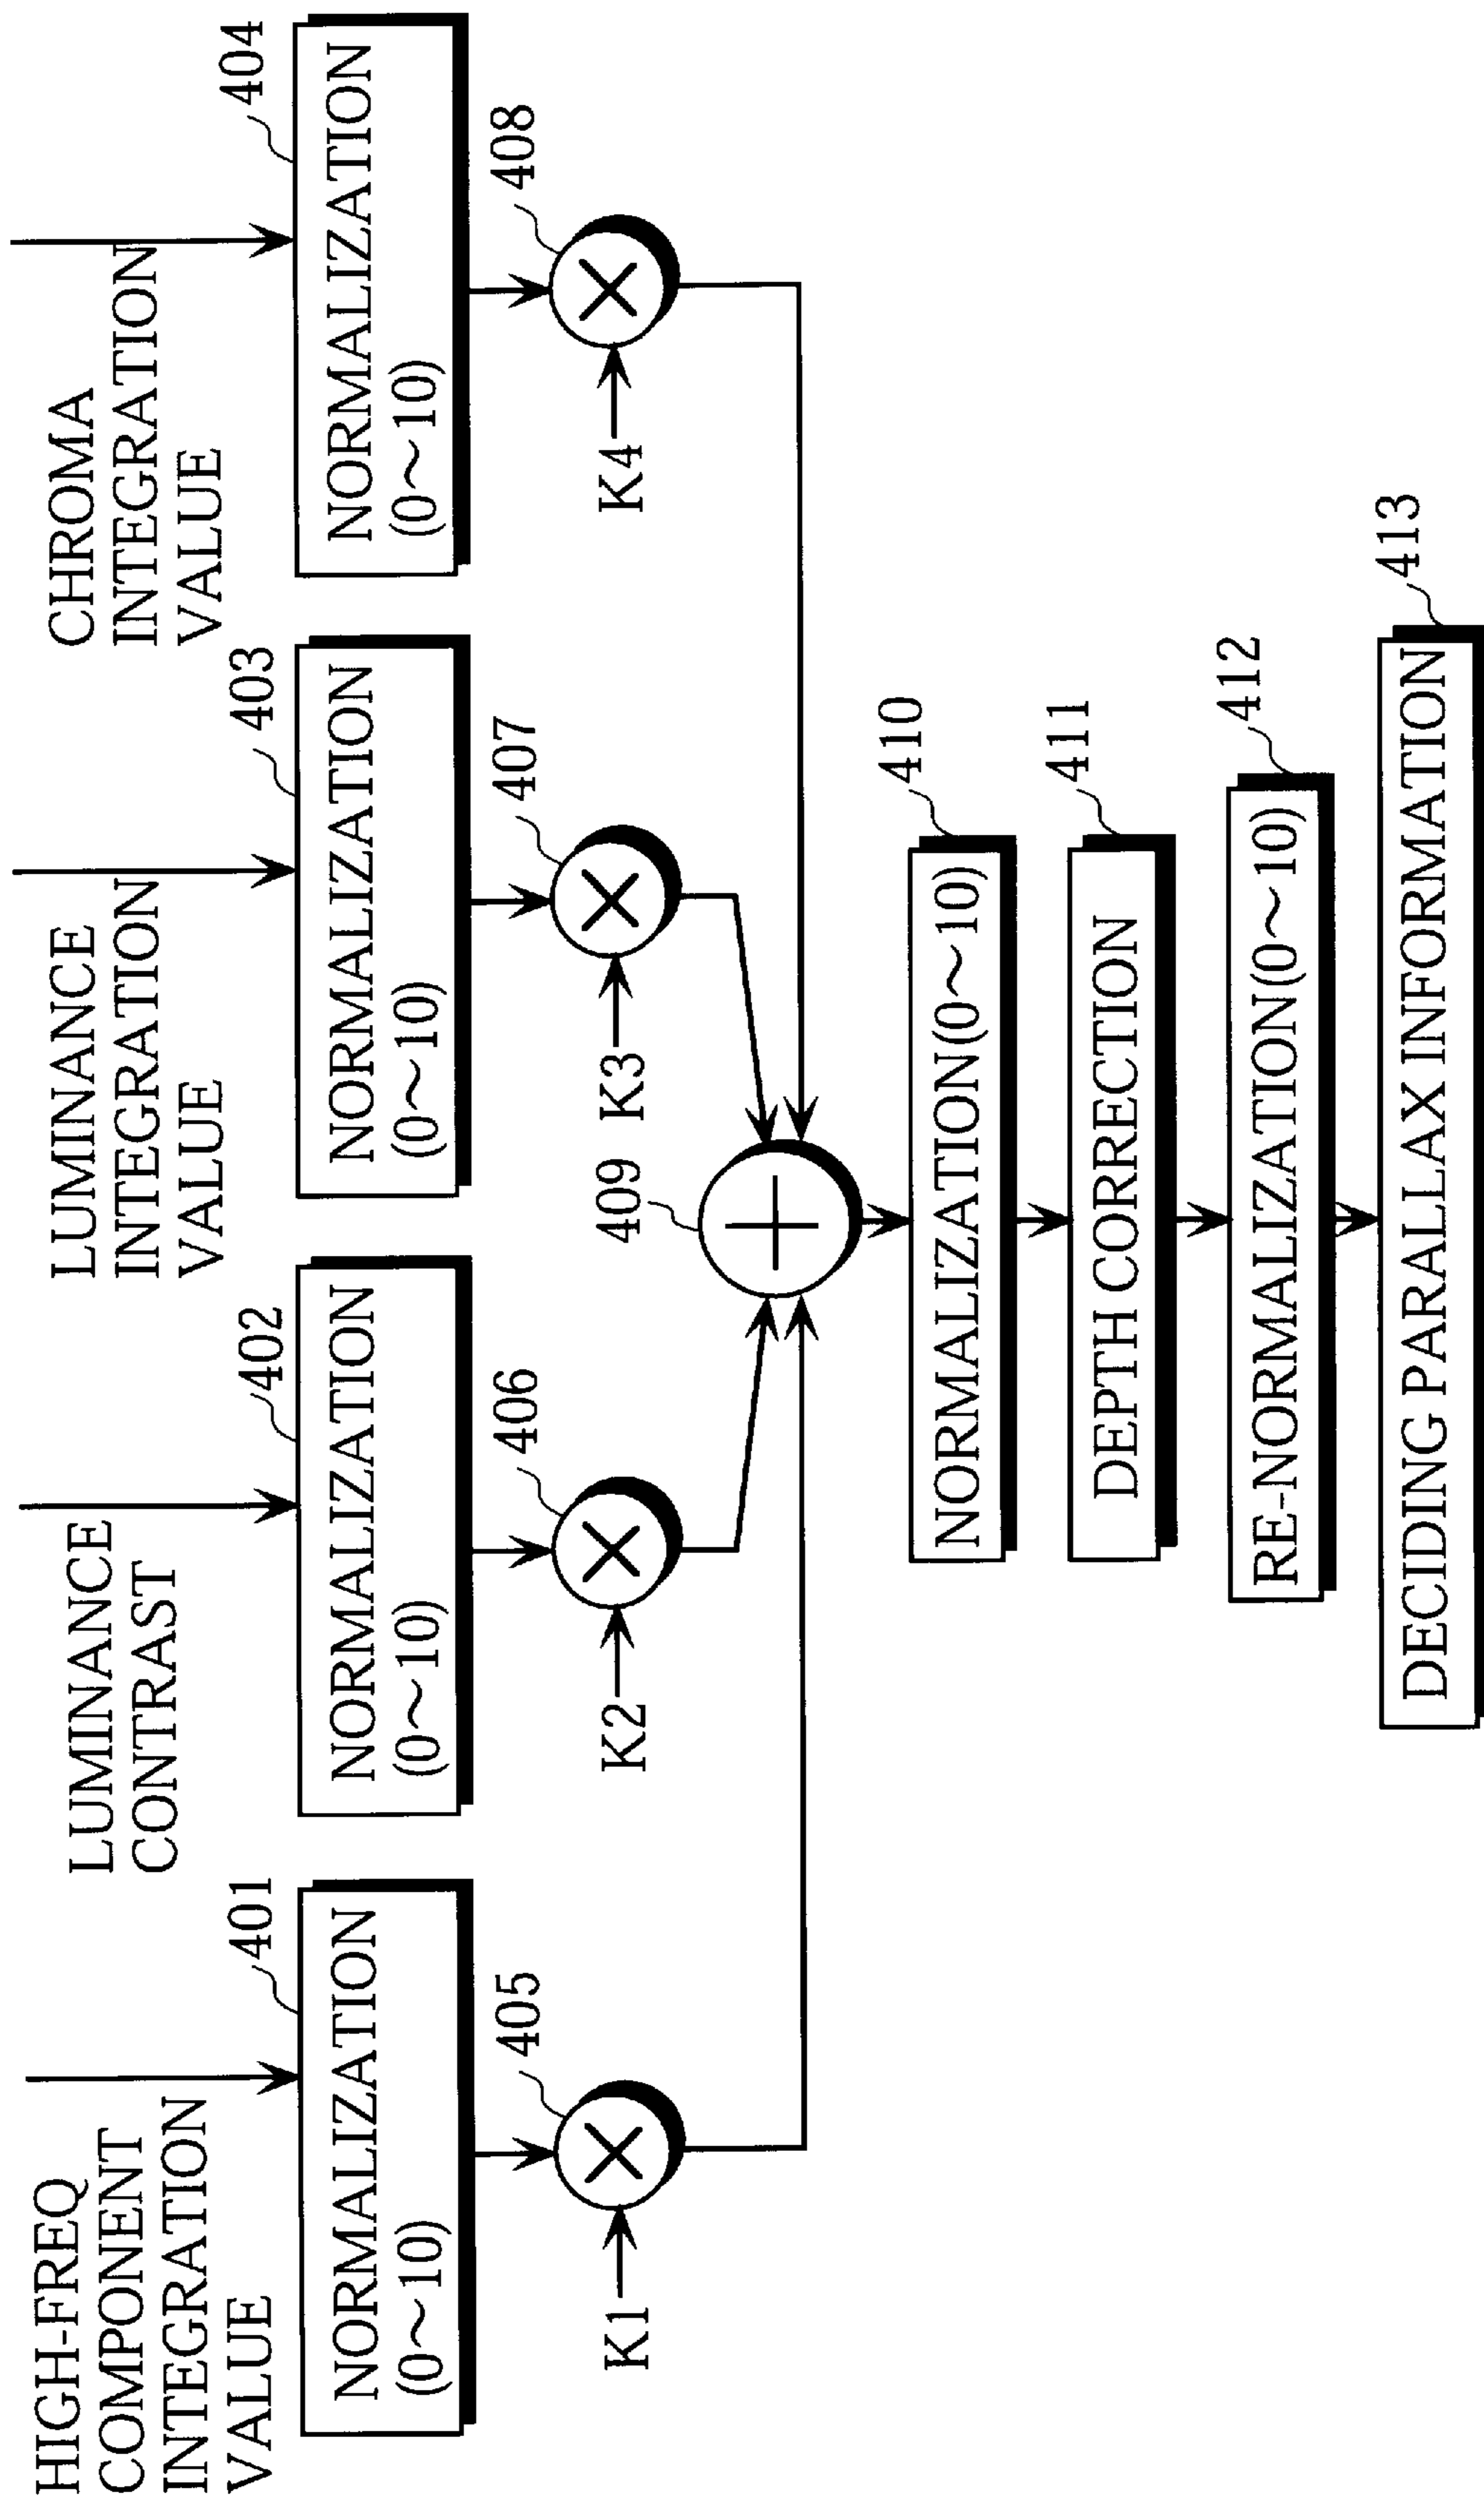 HIGH-FREQ
COMPONENT
INTEGRATION
VALUE
LUMINANCE
CONTRAST
LUMINANCE
INTEGRATION
VALUE
CHROMA
INTEGRATION
VALUE
401
NORMALIZATION
(0~10)
402
NORMALIZATION
(0~10)
403
NORMALIZATION
(0~10)
404
NORMALIZATION
(0~10)
405
K1
×
406
K2
×
407
K3
×
408
K4
×
409
+
410
NORMALIZATION(0~10)
411
DEPTH CORRECTION
412
RE-NORMALIZATION(0~10)
413
DECIDING PARALLAX INFORMATION